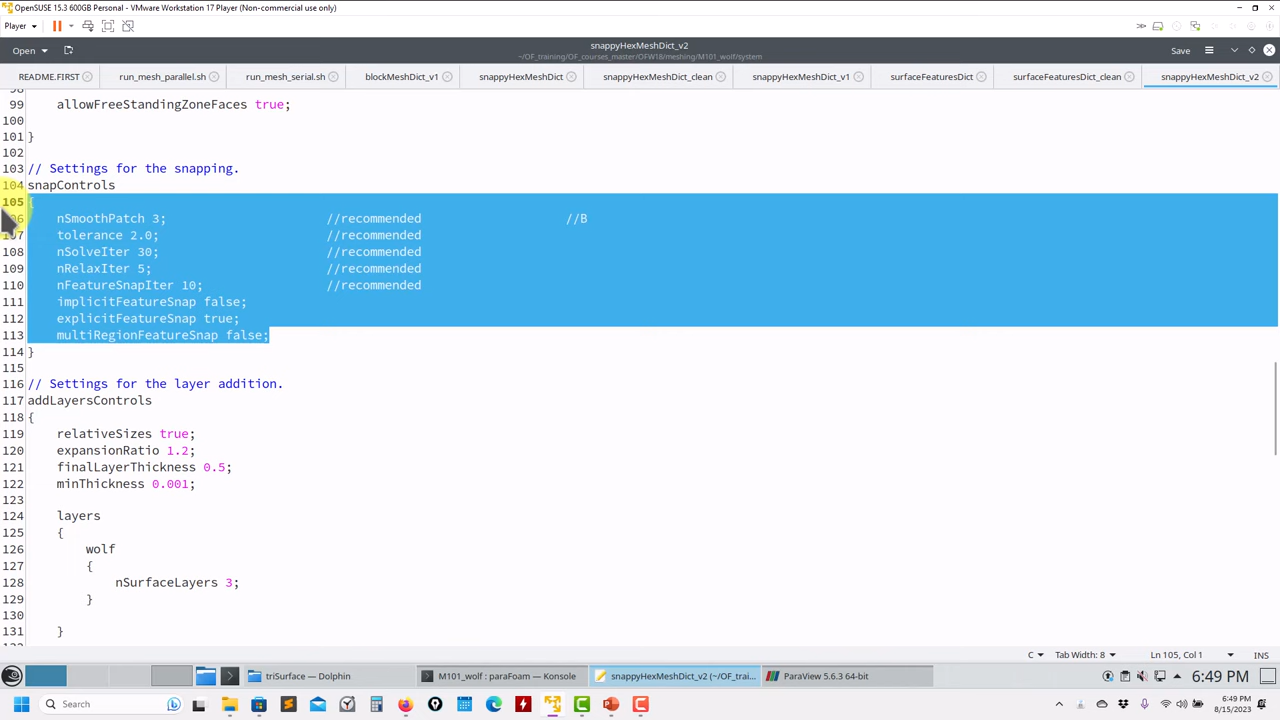 OpenSUSE 15.3 600GB Personal - VMware Workstation 17 Player (Non-commercial use only)
Player
Open
snappyHexMeshDict_v2
~/OF_training/OF_courses_master/OFW18/meshing/M101_wolf/system
Save
README.FIRST
run_mesh_parallel.sh
run_mesh_serial.sh
blockMeshDict_v1
snappyHexMeshDict
snappyHexMeshDict_clean
snappyHexMeshDict_v1
surfaceFeaturesDict
surfaceFeaturesDict_clean
snappyHexMeshDict_v2
99 allowFreeStandingZoneFaces true;
100
101 }
102
103 // Settings for the snapping.
104 snapControls
105 {
106 nSmoothPatch 3; //recommended //B
107 tolerance 2.0; //recommended
108 nSolveIter 30; //recommended
109 nRelaxIter 5; //recommended
110 nFeatureSnapIter 10; //recommended
111 implicitFeatureSnap false;
112 explicitFeatureSnap true;
113 multiRegionFeatureSnap false;
114 }
115
116 // Settings for the layer addition.
117 addLayersControls
118 {
119 relativeSizes true;
120 expansionRatio 1.2;
121 finalLayerThickness 0.5;
122 minThickness 0.001;
123
124 layers
125 {
126 wolf
127 {
128 nSurfaceLayers 3;
129 }
130
131 }
C
Tab Width: 8
Ln 105, Col 1
INS
triSurface — Dolphin
M101_wolf : paraFoam — Konsole
snappyHexMeshDict_v2 (~/OF_trai...
ParaView 5.6.3 64-bit
6:49 PM
Search
6:49 PM
8/15/2023